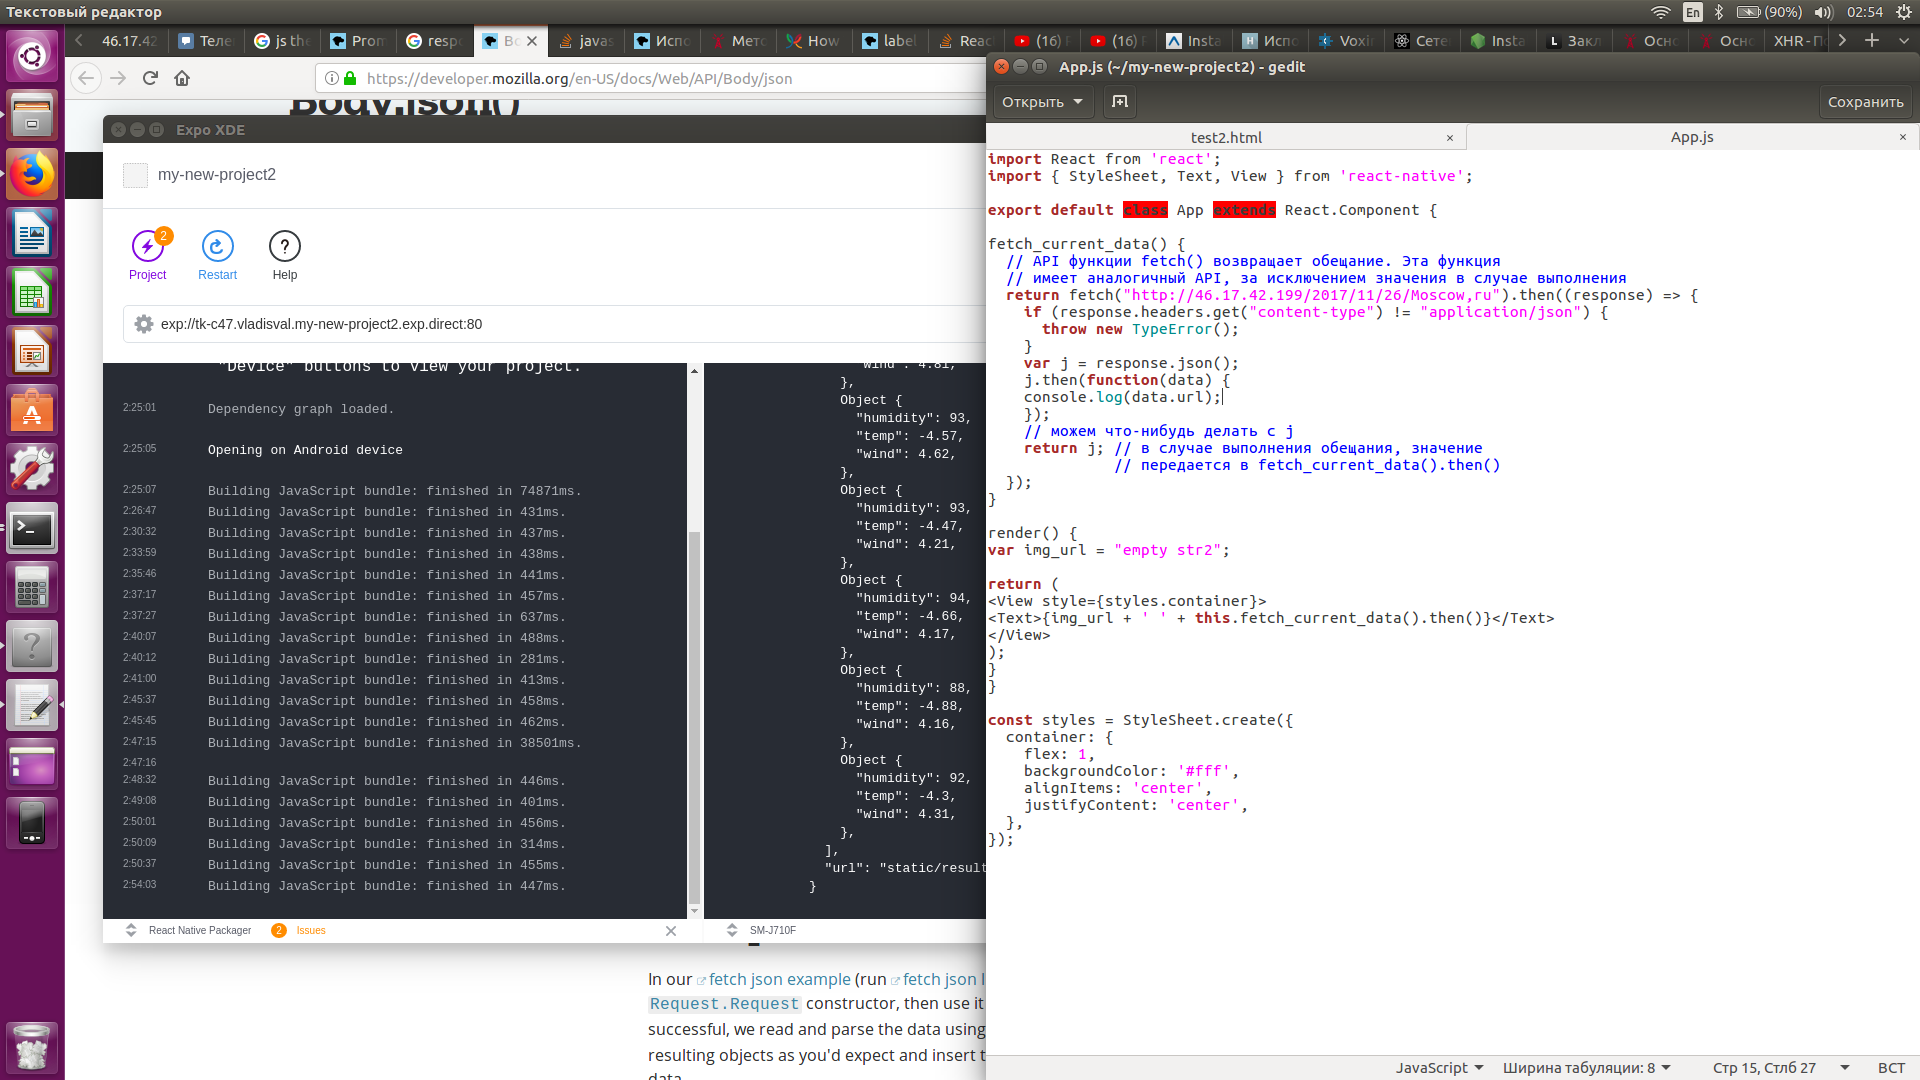 Текстовый редактор
En
(90%)
02:54
46.17.42
Теле
js the
Pron
resp
Bo
javas
Испо
Мето
How
label
Reac
(16)
(16)
Insta
Испо
Voxi
Сете
Insta
Закл
Осно
Осно
XHR - П
https://developer.mozilla.org/en-US/docs/Web/API/Body/json
Body.json()
Expo XDE
my-new-project2
2
Project
Restart
Help
exp://tk-c47.vladisval.my-new-project2.exp.direct:80
"Device" buttons to view your project.
2:25:01 Dependency graph loaded.
2:25:05 Opening on Android device
2:25:07 Building JavaScript bundle: finished in 74871ms.
2:26:47 Building JavaScript bundle: finished in 431ms.
2:30:32 Building JavaScript bundle: finished in 437ms.
2:33:59 Building JavaScript bundle: finished in 438ms.
2:35:46 Building JavaScript bundle: finished in 441ms.
2:37:17 Building JavaScript bundle: finished in 457ms.
2:37:27 Building JavaScript bundle: finished in 637ms.
2:40:07 Building JavaScript bundle: finished in 488ms.
2:40:12 Building JavaScript bundle: finished in 281ms.
2:41:00 Building JavaScript bundle: finished in 413ms.
2:45:37 Building JavaScript bundle: finished in 458ms.
2:45:45 Building JavaScript bundle: finished in 462ms.
2:47:15 Building JavaScript bundle: finished in 38501ms.
2:47:16
2:48:32 Building JavaScript bundle: finished in 446ms.
2:49:08 Building JavaScript bundle: finished in 401ms.
2:50:01 Building JavaScript bundle: finished in 456ms.
2:50:09 Building JavaScript bundle: finished in 314ms.
2:50:37 Building JavaScript bundle: finished in 455ms.
2:54:03 Building JavaScript bundle: finished in 447ms.
React Native Packager 2 Issues
"wind": 4.81,
},
Object {
"humidity": 93,
"temp": -4.57,
"wind": 4.62,
},
Object {
"humidity": 93,
"temp": -4.47,
"wind": 4.21,
},
Object {
"humidity": 94,
"temp": -4.66,
"wind": 4.17,
},
Object {
"humidity": 88,
"temp": -4.88,
"wind": 4.16,
},
Object {
"humidity": 92,
"temp": -4.3,
"wind": 4.31,
},
],
"url": "static/result
}
SM-J710F
In our fetch json example (run fetch json l
Request.Request constructor, then use it
successful, we read and parse the data using
resulting objects as you'd expect and insert t
data.
App.js (~/my-new-project2) - gedit
Открыть
Сохранить
test2.html
App.js
import React from 'react';
import { StyleSheet, Text, View } from 'react-native';
export default class App extends React.Component {
fetch_current_data() {
// API функции fetch() возвращает обещание. Эта функция
// имеет аналогичный API, за исключением значения в случае выполнения
return fetch("http://46.17.42.199/2017/11/26/Moscow,ru").then((response) => {
if (response.headers.get("content-type") != "application/json") {
throw new TypeError();
}
var j = response.json();
j.then(function(data) {
console.log(data.url);
});
// можем что-нибудь делать с j
return j; // в случае выполнения обещания, значение
// передается в fetch_current_data().then()
});
}
render() {
var img_url = "empty str2";
return (
<View style={styles.container}>
<Text>{img_url + ' ' + this.fetch_current_data().then()}</Text>
</View>
);
}
}
const styles = StyleSheet.create({
container: {
flex: 1,
backgroundColor: '#fff',
alignItems: 'center',
justifyContent: 'center',
},
});
JavaScript
Ширина табуляции: 8
Стр 15, Стлб 27
ВСТ